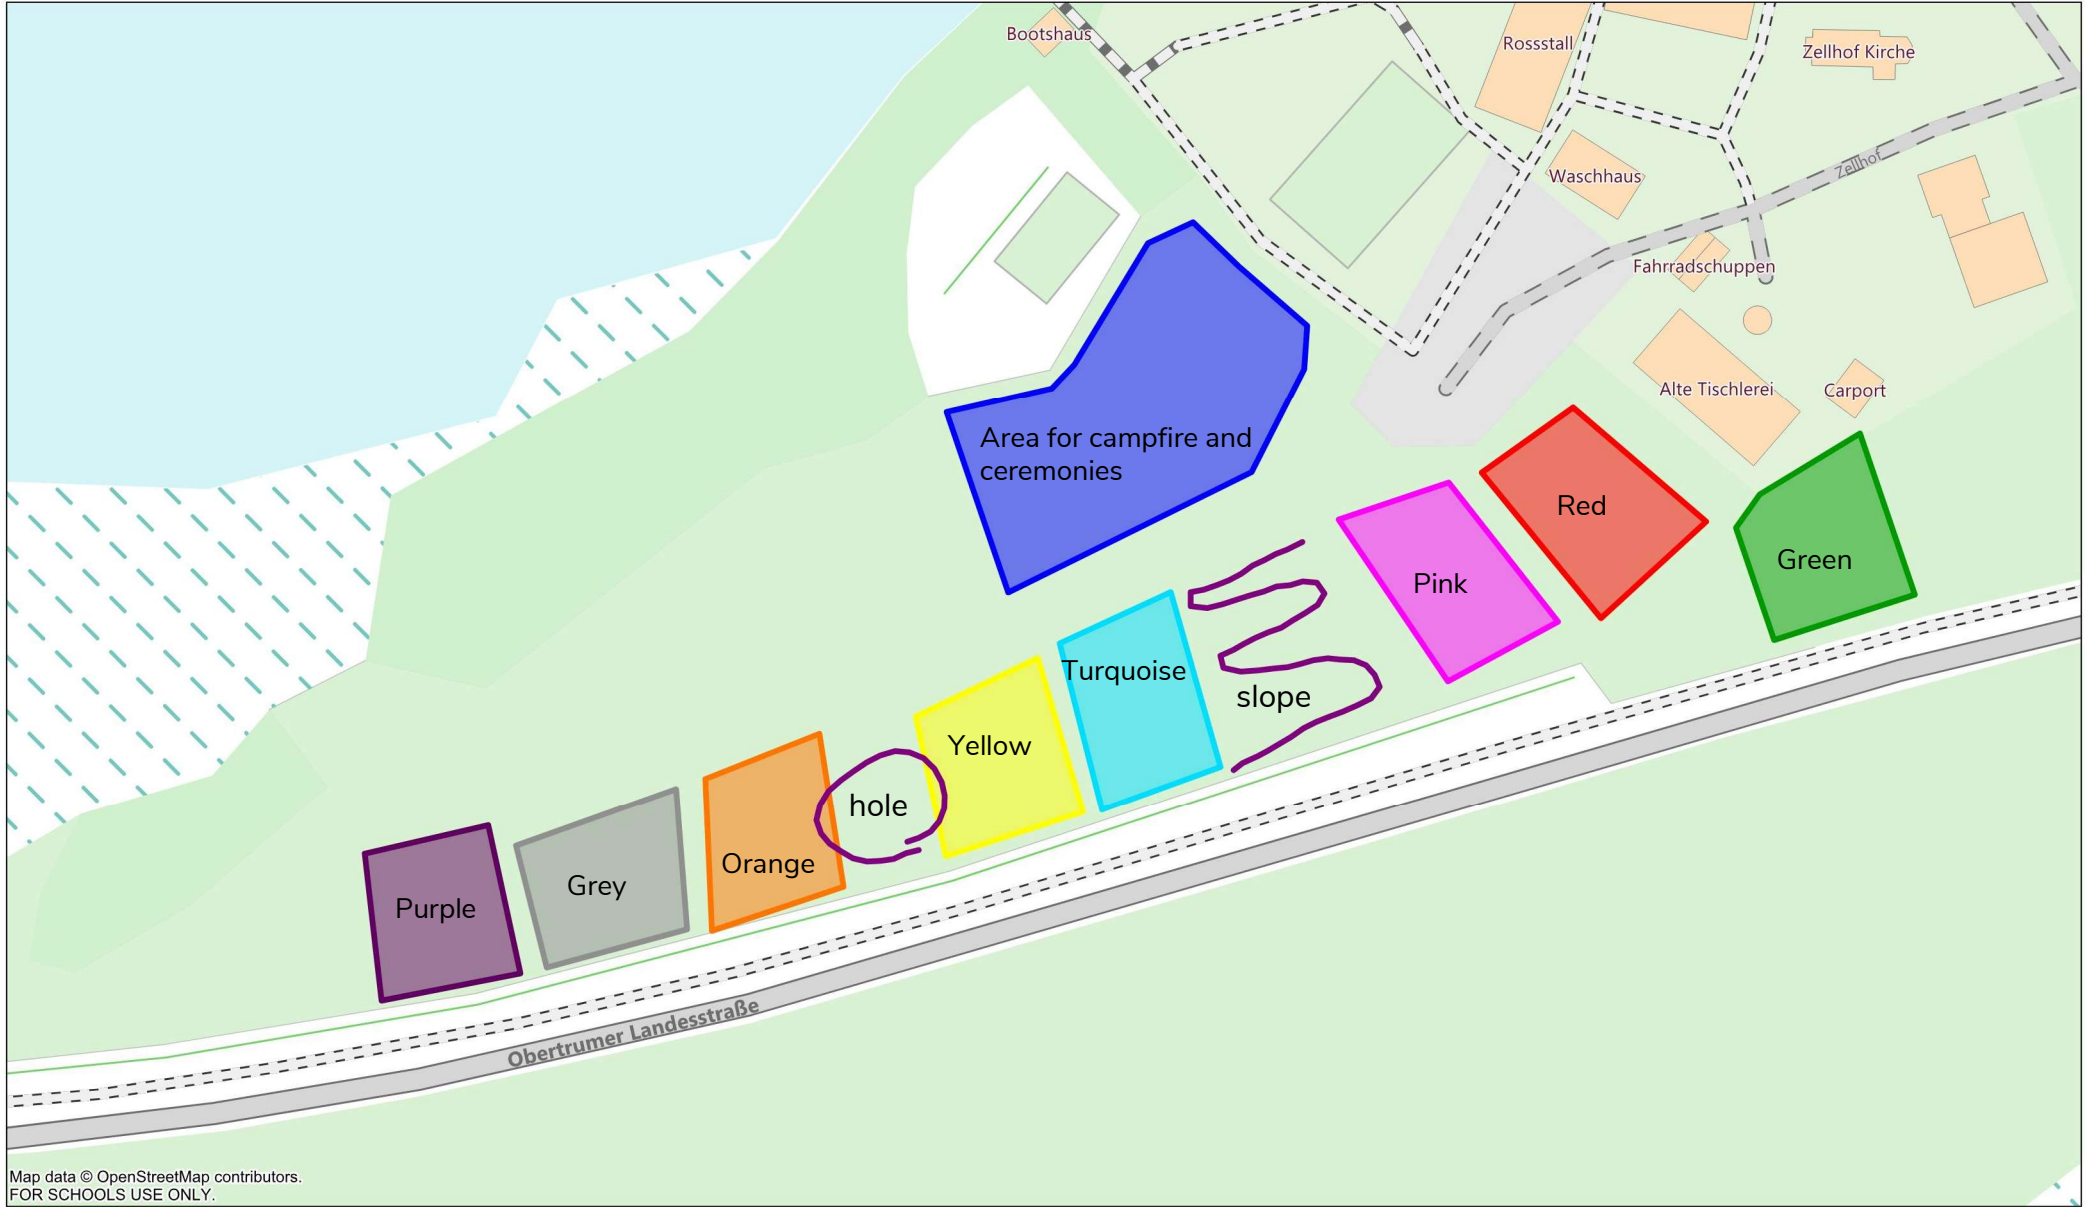 Bootshaus
Rossstall
Zellhof Kirche
Waschhaus
Zellhof
Fahrradschuppen
Alte Tischlerei
Carport
Area for campfire and
ceremonies
Red
Green
Pink
Turquoise
slope
Yellow
hole
Orange
Grey
Purple
Obertrumer Landesstraße
Map data © OpenStreetMap contributors.
FOR SCHOOLS USE ONLY.